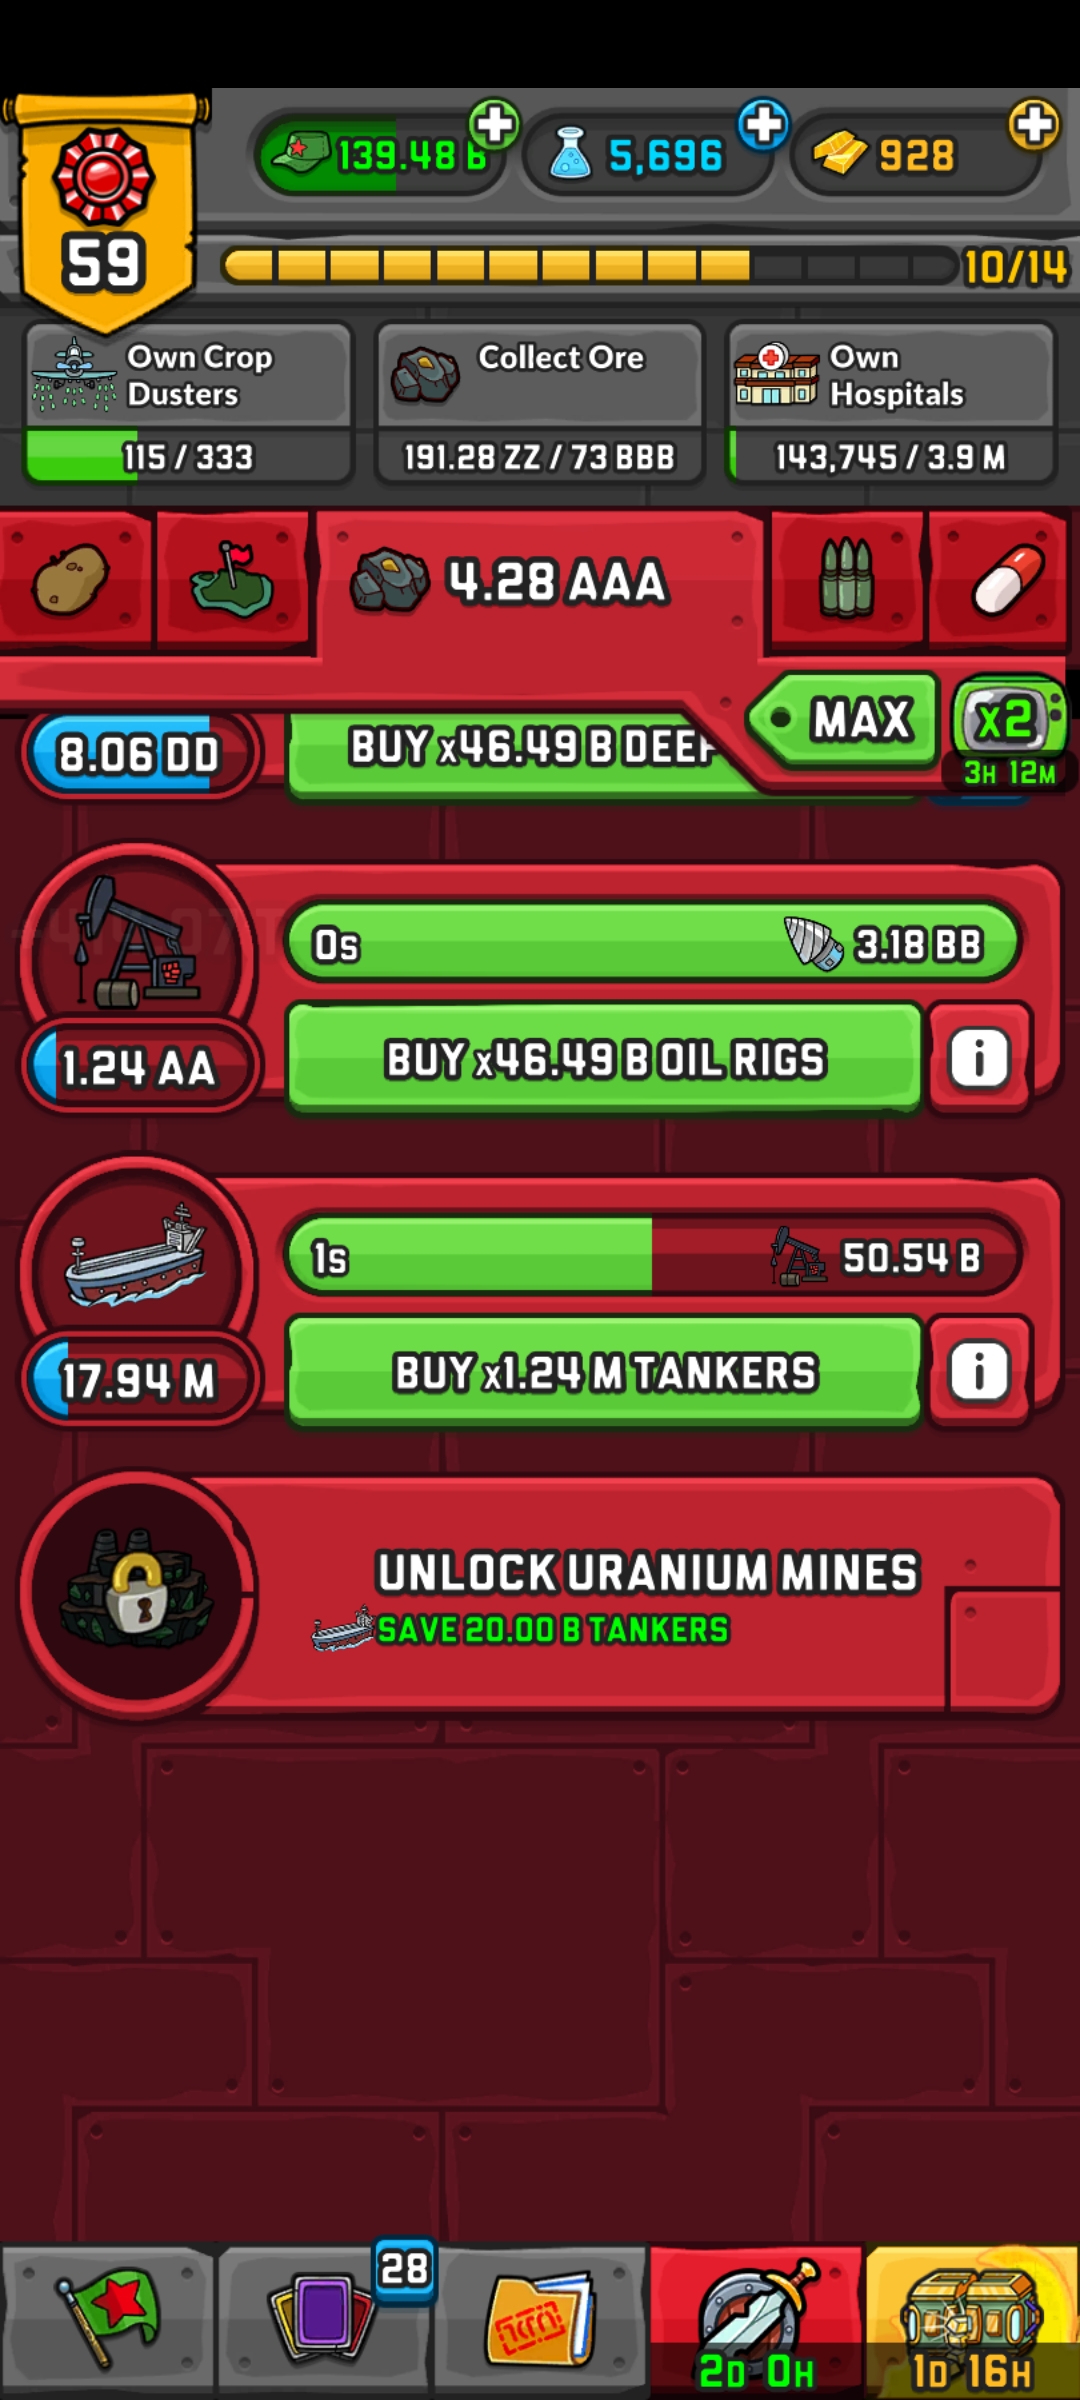 139.48 B
5,696
928
59
10/14
Own Crop
Dusters
115 / 333
Collect Ore
191.28 ZZ / 73 BBB
Own
Hospitals
143,745 / 3.9 M
4.28 AAA
MAX
x2
3H 12M
8.06 DD
BUY x46.49 B DEEP
0s
3.18 BB
1.24 AA
BUY x46.49 B OIL RIGS
i
1s
50.54 B
17.94 M
BUY x1.24 M TANKERS
i
UNLOCK URANIUM MINES
SAVE 20.00 B TANKERS
28
2D 0H
1D 16H